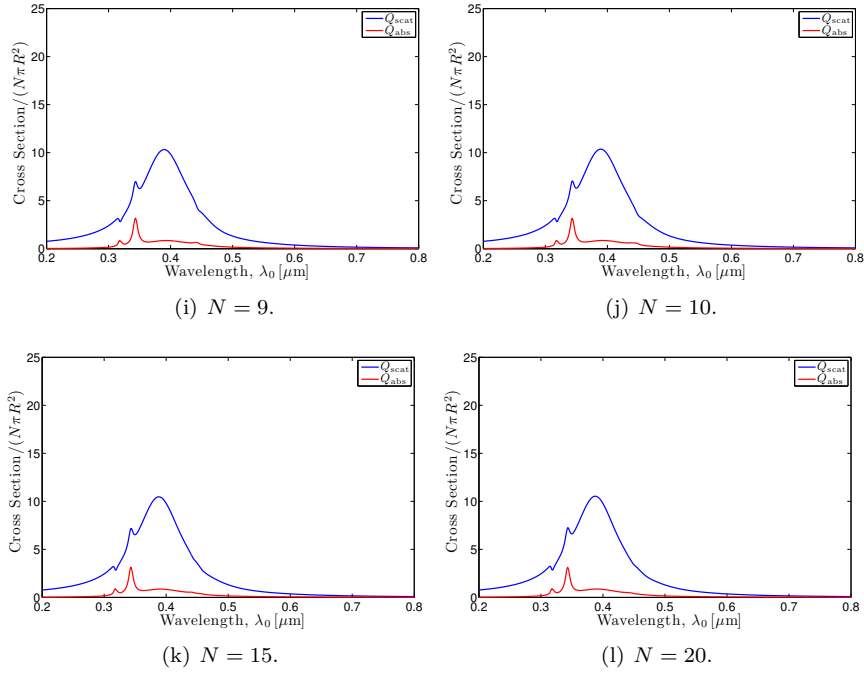 25
20
15
10
5
0
Cross Section/(NπR²)
Q_scat
Q_abs
0.2 0.3 0.4 0.5 0.6 0.7 0.8
Wavelength, λ₀ [μm]
(i) N = 9.
25
20
15
10
5
0
Cross Section/(NπR²)
Q_scat
Q_abs
0.2 0.3 0.4 0.5 0.6 0.7 0.8
Wavelength, λ₀ [μm]
(j) N = 10.
25
20
15
10
5
0
Cross Section/(NπR²)
Q_scat
Q_abs
0.2 0.3 0.4 0.5 0.6 0.7 0.8
Wavelength, λ₀ [μm]
(k) N = 15.
25
20
15
10
5
0
Cross Section/(NπR²)
Q_scat
Q_abs
0.2 0.3 0.4 0.5 0.6 0.7 0.8
Wavelength, λ₀ [μm]
(l) N = 20.